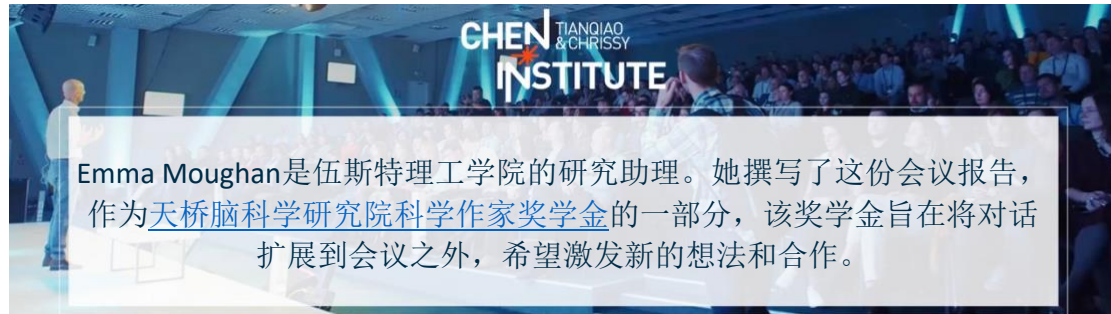 CHEN TIANQIAO & CHRISSY
INSTITUTE
Emma Moughan是伍斯特理工学院的研究助理。她撰写了这份会议报告，
作为天桥脑科学研究院科学作家奖学金的一部分，该奖学金旨在将对话
扩展到会议之外，希望激发新的想法和合作。